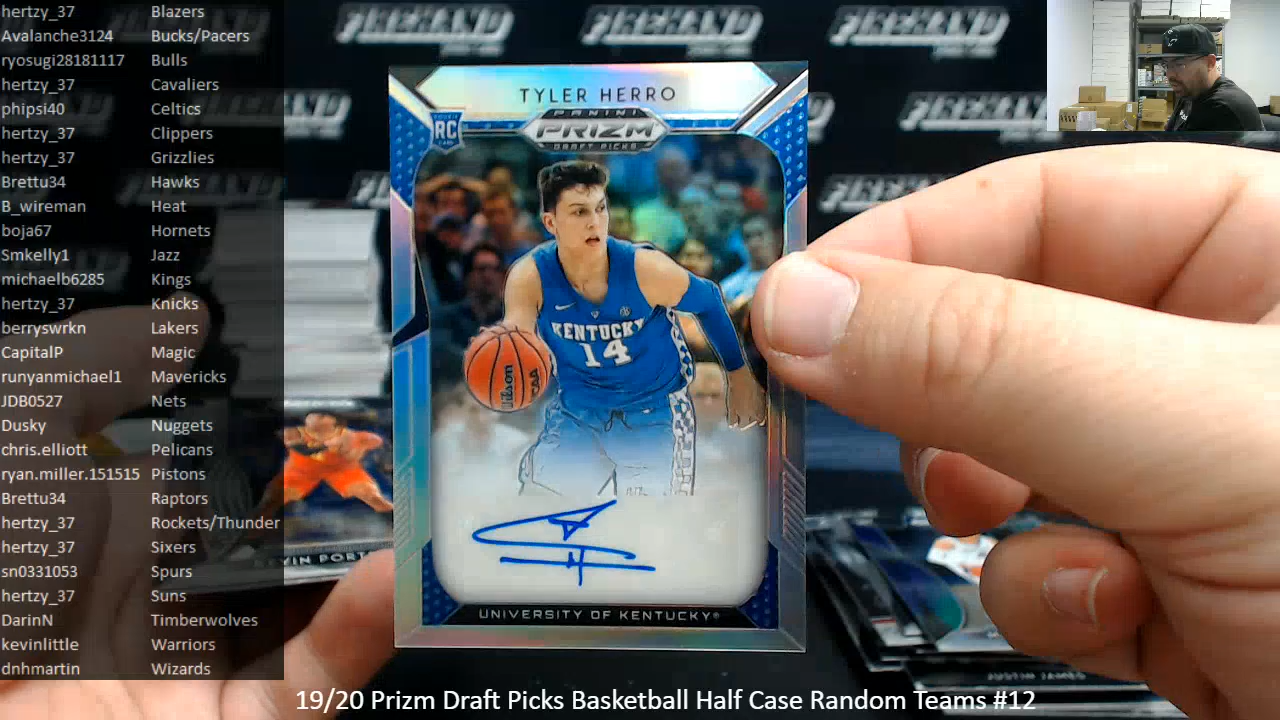 hertzy_37 Blazers
Avalanche3124 Bucks/Pacers
ryosugi28181117 Bulls
hertzy_37 Cavaliers
phipsi40 Celtics
hertzy_37 Clippers
hertzy_37 Grizzlies
Brettu34 Hawks
B_wireman Heat
boja67 Hornets
Smkelly1 Jazz
michaelb6285 Kings
hertzy_37 Knicks
berryswrkn Lakers
CapitalP Magic
runyanmichael1 Mavericks
JDB0527 Nets
Dusky Nuggets
chris.elliott Pelicans
ryan.miller.151515 Pistons
Brettu34 Raptors
hertzy_37 Rockets/Thunder
hertzy_37 Sixers
sn0331053 Spurs
hertzy_37 Suns
DarinN Timberwolves
kevinlittle Warriors
dnhmartin Wizards
TYLER HERRO
RC
PANINI
PRIZM
DRAFT PICKS
KENTUCKY
14
Wilson
NCAA
UNIVERSITY OF KENTUCKY®
JUSTIN JAMES
19/20 Prizm Draft Picks Basketball Half Case Random Teams #12